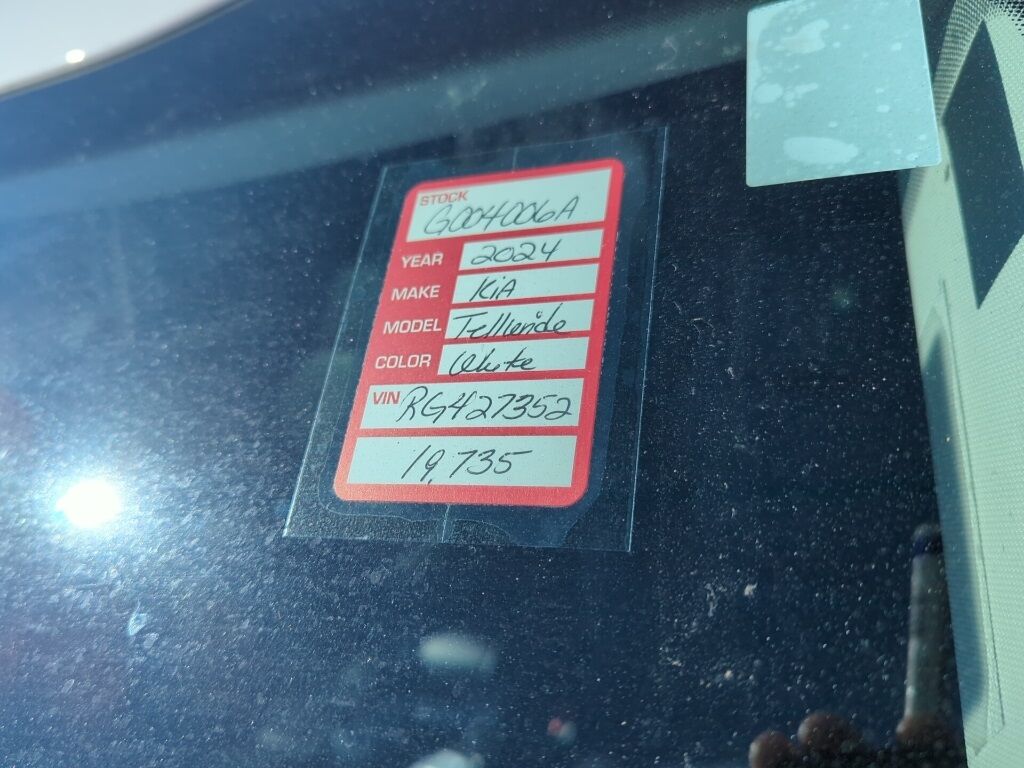 STOCK
G004006A
YEAR 2024
MAKE KiA
MODEL Telluride
COLOR White
VIN RG427352
19,735